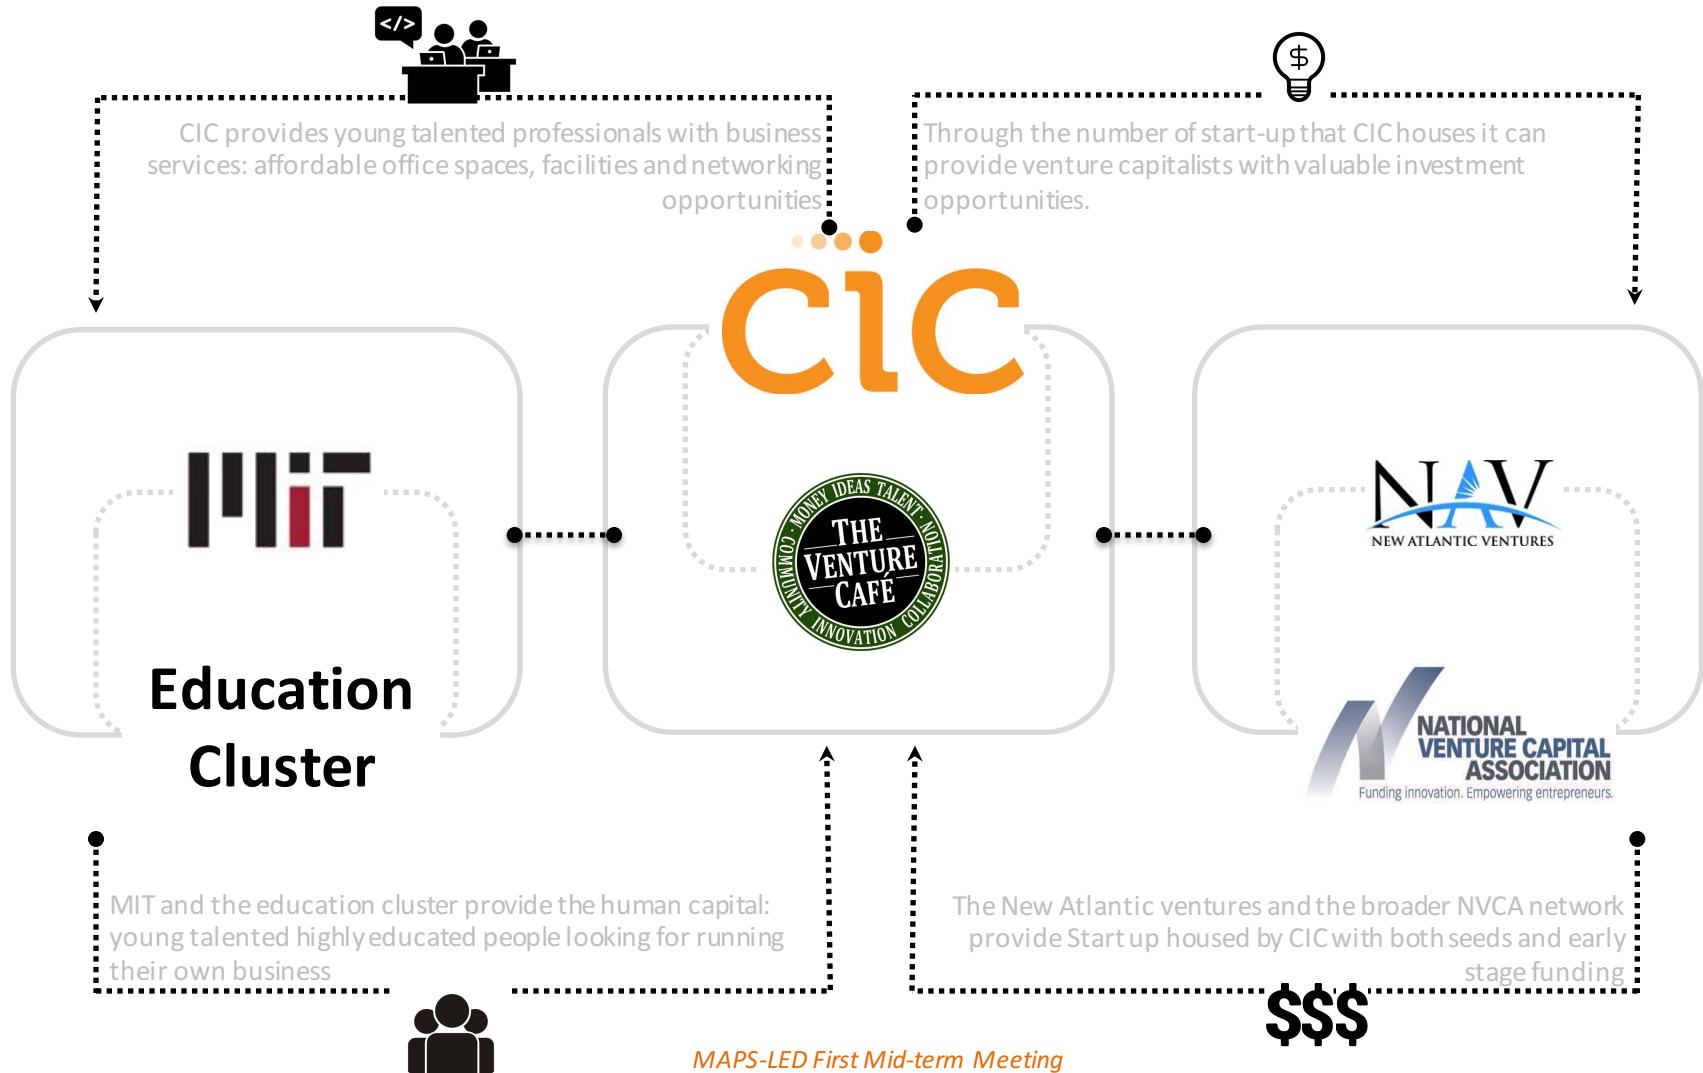 </>
$
CIC provides young talented professionals with business
services: affordable office spaces, facilities and networking
opportunities
Through the number of start-up that CIC houses it can
provide venture capitalists with valuable investment
opportunities.
cic
MIT
Education
Cluster
MONEY IDEAS TALENT
COMMUNITY INNOVATION COLLABORATION
THE
VENTURE
CAFÉ
NAV
NEW ATLANTIC VENTURES
NATIONAL
VENTURE CAPITAL
ASSOCIATION
Funding innovation. Empowering entrepreneurs.
MIT and the education cluster provide the human capital:
young talented highly educated people looking for running
their own business
The New Atlantic ventures and the broader NVCA network
provide Start up housed by CIC with both seeds and early
stage funding
$$$
MAPS-LED First Mid-term Meeting